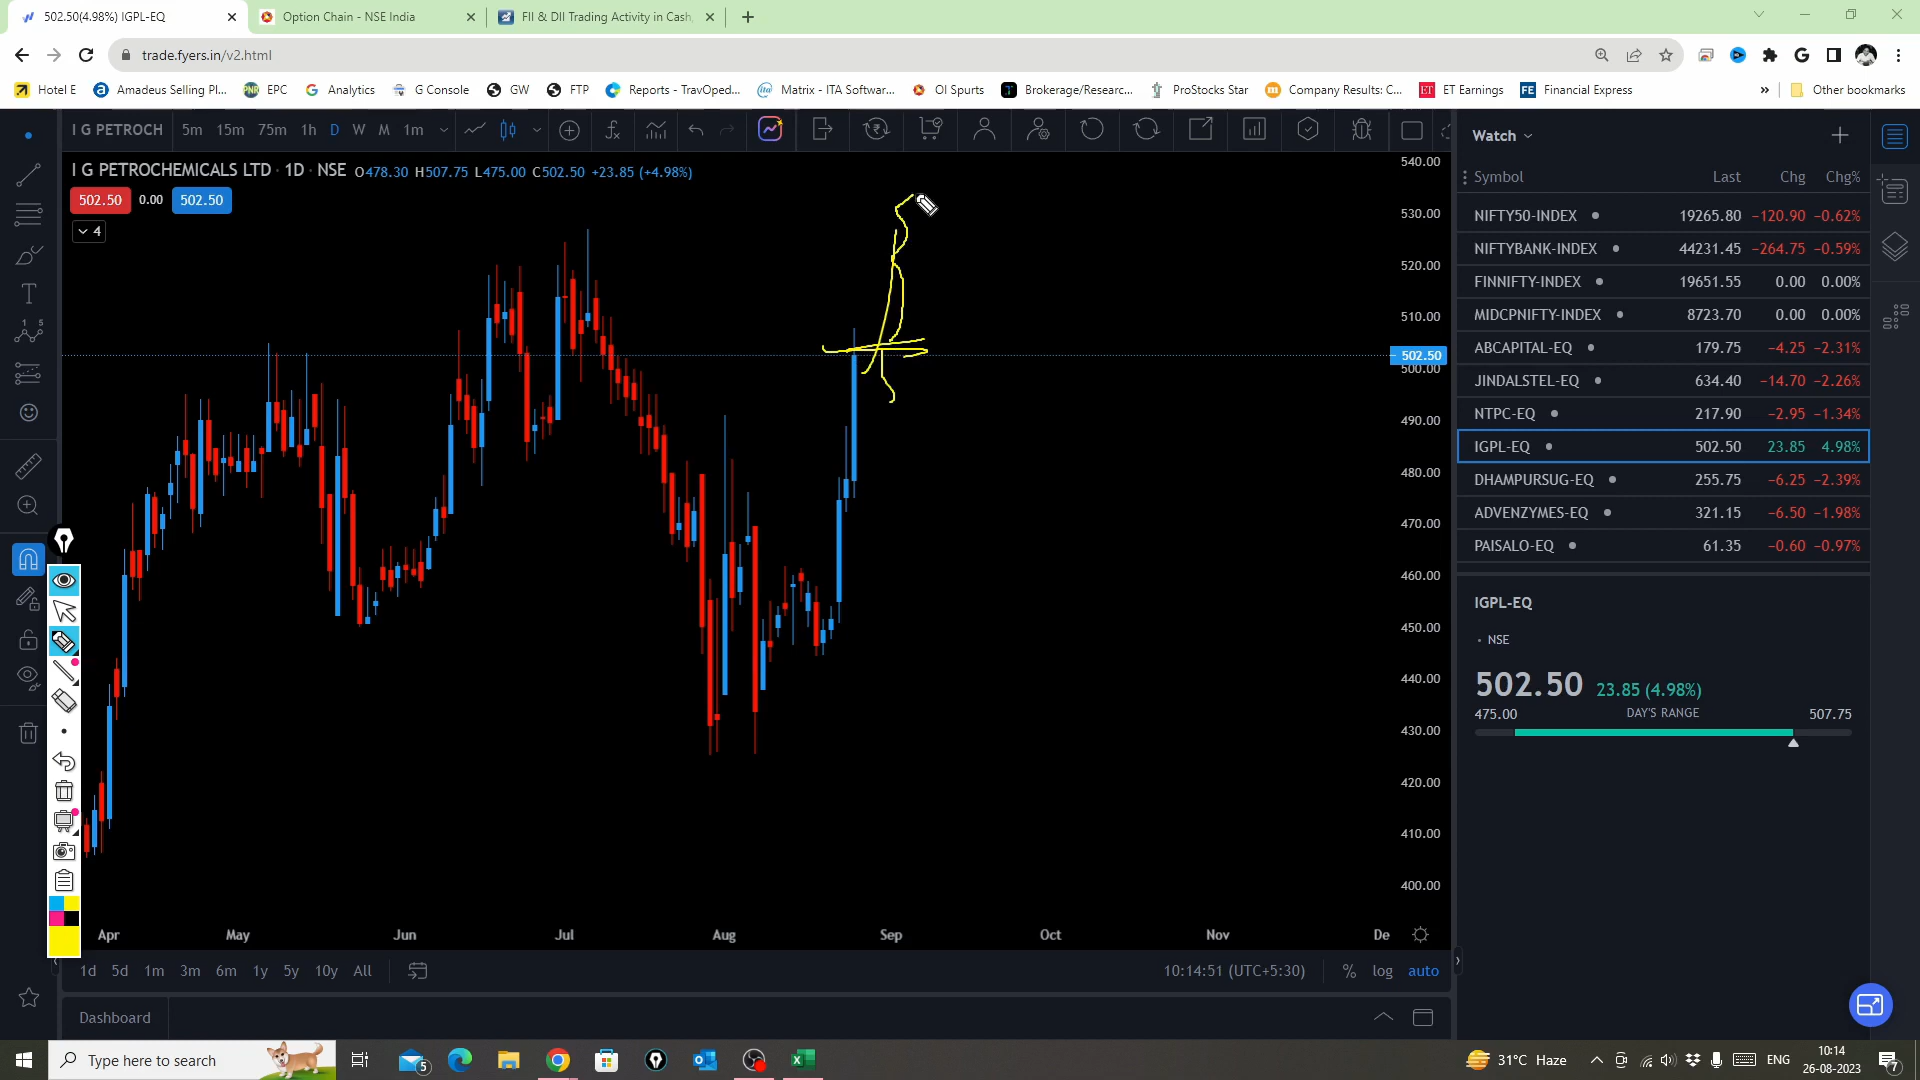 502.50(4.98%) IGPL-EQ
Option Chain - NSE India
FII & DII Trading Activity in Cash,
trade.fyers.in/v2.html
Hotel E
Amadeus Selling Pl...
EPC
Analytics
G Console
GW
FTP
Reports - TravOped...
Matrix - ITA Softwar...
OI Spurts
Brokerage/Researc...
ProStocks Star
Company Results: C...
ET Earnings
Financial Express
»
Other bookmarks
I G PETROCH 5m 15m 75m 1h D W M 1m
I G PETROCHEMICALS LTD · 1D · NSE O478.30 H507.75 L475.00 C502.50 +23.85 (+4.98%)
502.50 0.00 502.50
4
540.00
530.00
520.00
510.00
502.50
500.00
490.00
480.00
470.00
460.00
450.00
440.00
430.00
420.00
410.00
400.00
Apr May Jun Jul Aug Sep Oct Nov De
1d 5d 1m 3m 6m 1y 5y 10y All
10:14:51 (UTC+5:30) % log auto
Dashboard
Watch
Symbol Last Chg Chg%
NIFTY50-INDEX 19265.80 −120.90 −0.62%
NIFTYBANK-INDEX 44231.45 −264.75 −0.59%
FINNIFTY-INDEX 19651.55 0.00 0.00%
MIDCPNIFTY-INDEX 8723.70 0.00 0.00%
ABCAPITAL-EQ 179.75 −4.25 −2.31%
JINDALSTEL-EQ 634.40 −14.70 −2.26%
NTPC-EQ 217.90 −2.95 −1.34%
IGPL-EQ 502.50 23.85 4.98%
DHAMPURSUG-EQ 255.75 −6.25 −2.39%
ADVENZYMES-EQ 321.15 −6.50 −1.98%
PAISALO-EQ 61.35 −0.60 −0.97%
IGPL-EQ
· NSE
502.50 23.85 (4.98%)
475.00 DAY'S RANGE 507.75
Type here to search
5
31°C Haze
ENG
10:14
26-08-2023
7